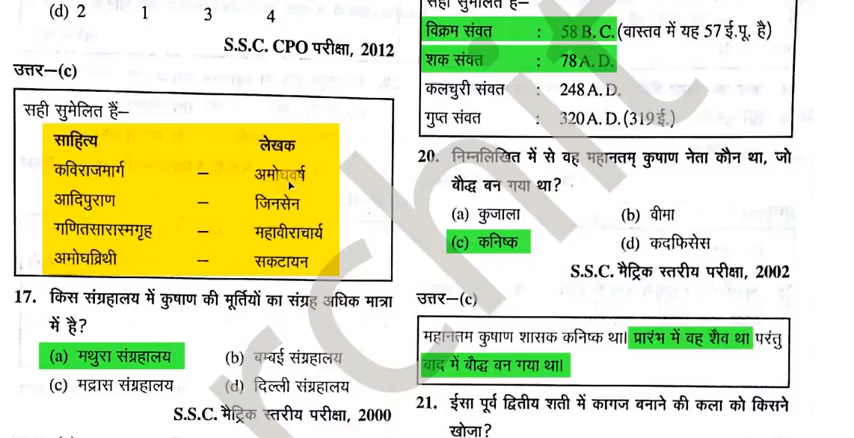 (d) 2 1 3 4
S.S.C. CPO परीक्षा, 2012
उत्तर–(c)
सही सुमेलित हैं–
साहित्य लेखक
कविराजमार्ग – अमोघवर्ष
आदिपुराण – जिनसेन
गणितसारास्मगृह – महावीराचार्य
अमोघव्रिथी – सकटायन
17. किस संग्रहालय में कुषाण की मूर्तियों का संग्रह अधिक मात्रा
में है?
(a) मथुरा संग्रहालय (b) बम्बई संग्रहालय
(c) मद्रास संग्रहालय (d) दिल्ली संग्रहालय
S.S.C. मैट्रिक स्तरीय परीक्षा, 2000
सही सुमेलित हैं–
विक्रम संवत : 58 B.C. (वास्तव में यह 57 ई.पू. है)
शक संवत : 78 A.D.
कलचुरी संवत : 248 A.D.
गुप्त संवत : 320 A.D. (319 ई.)
20. निम्नलिखित में से वह महानतम् कुषाण नेता कौन था, जो
बौद्ध बन गया था?
(a) कुजाला (b) वीमा
(c) कनिष्क (d) कदफिसेस
S.S.C. मैट्रिक स्तरीय परीक्षा, 2002
उत्तर–(c)
महानतम कुषाण शासक कनिष्क था। प्रारंभ में वह शैव था परंतु
बाद में बौद्ध बन गया था।
21. ईसा पूर्व द्वितीय शती में कागज बनाने की कला को किसने
खोजा?
rchit